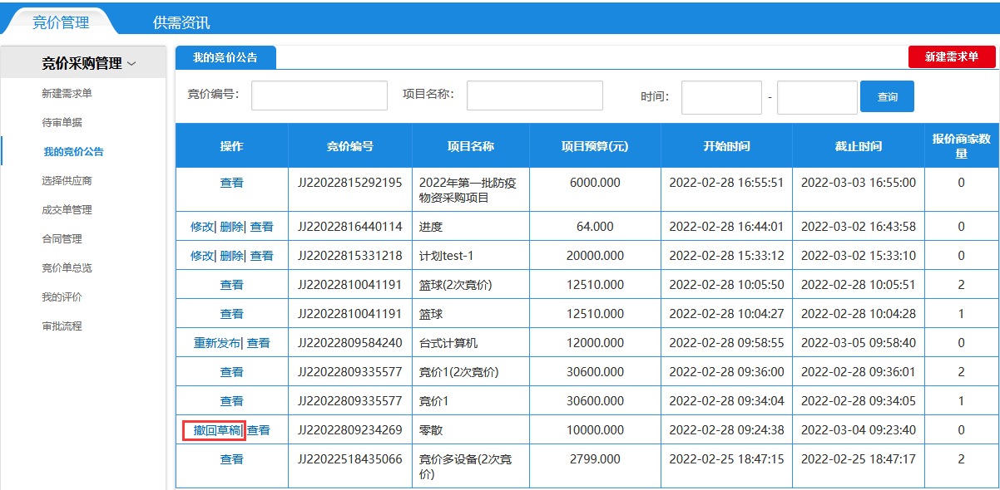 竞价管理
供需资讯
竞价采购管理
新建需求单
待审单据
我的竞价公告
选择供应商
成交单管理
合同管理
竞价单总览
我的评价
审批流程
我的竞价公告
新建需求单
竞价编号： 项目名称： 时间： - 查询
操作 竞价编号 项目名称 项目预算(元) 开始时间 截止时间 报价商家数
量
查看 JJ22022815292195 2022年第一批防疫 6000.000 2022-02-28 16:55:51 2022-03-03 16:55:00 0
物资采购项目
修改| 删除| 查看 JJ22022816440114 进度 64.000 2022-02-28 16:44:01 2022-03-02 16:43:58 0
修改| 删除| 查看 JJ22022815331218 计划test-1 20000.000 2022-02-28 15:33:12 2022-03-02 15:33:10 0
查看 JJ22022810041191 篮球(2次竞价) 12510.000 2022-02-28 10:05:50 2022-02-28 10:05:51 2
查看 JJ22022810041191 篮球 12510.000 2022-02-28 10:04:27 2022-02-28 10:04:28 1
重新发布| 查看 JJ22022809584240 台式计算机 12000.000 2022-02-28 09:58:55 2022-03-05 09:58:40 0
查看 JJ22022809335577 竞价1(2次竞价) 30600.000 2022-02-28 09:36:00 2022-02-28 09:36:01 2
查看 JJ22022809335577 竞价1 30600.000 2022-02-28 09:34:04 2022-02-28 09:34:05 1
撤回草稿| 查看 JJ22022809234269 零散 10000.000 2022-02-28 09:24:38 2022-03-04 09:23:40 0
查看 JJ22022518435066 竞价多设备(2次竞 2799.000 2022-02-25 18:47:15 2022-02-25 18:47:17 2
价)